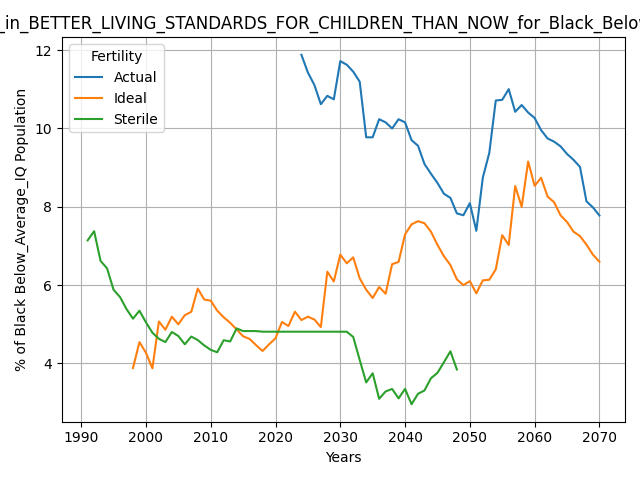 _in_BETTER_LIVING_STANDARDS_FOR_CHILDREN_THAN_NOW_for_Black_Belo
% of Black Below_Average_IQ Population
12
10
8
6
4
Fertility
Actual
Ideal
Sterile
1990 2000 2010 2020 2030 2040 2050 2060 2070
Years